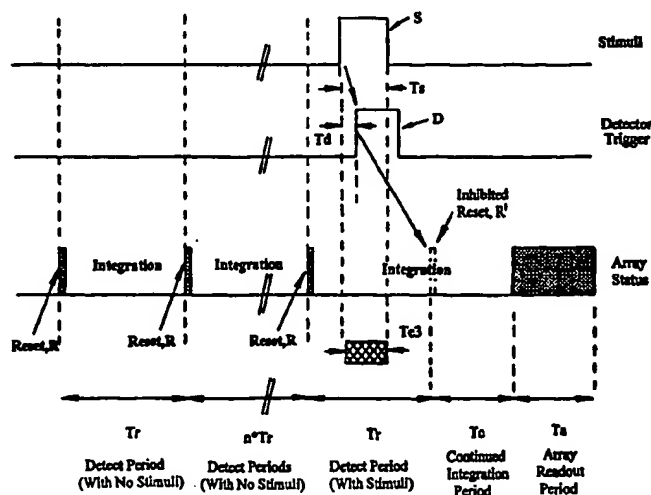 S
Stimuli
Ts
D
Td
Detector
Trigger
Inhibited
Reset, R'
Integration
Integration
Integration
Array
Status
Reset,R
Reset,R
Reset,R
Te3
Tr
n*Tr
Tr
Tc
Ta
Detect Period
(With No Stimuli)
Detect Periods
(With No Stimuli)
Detect Period
(With Stimuli)
Continued
Integration
Period
Array
Readout
Period